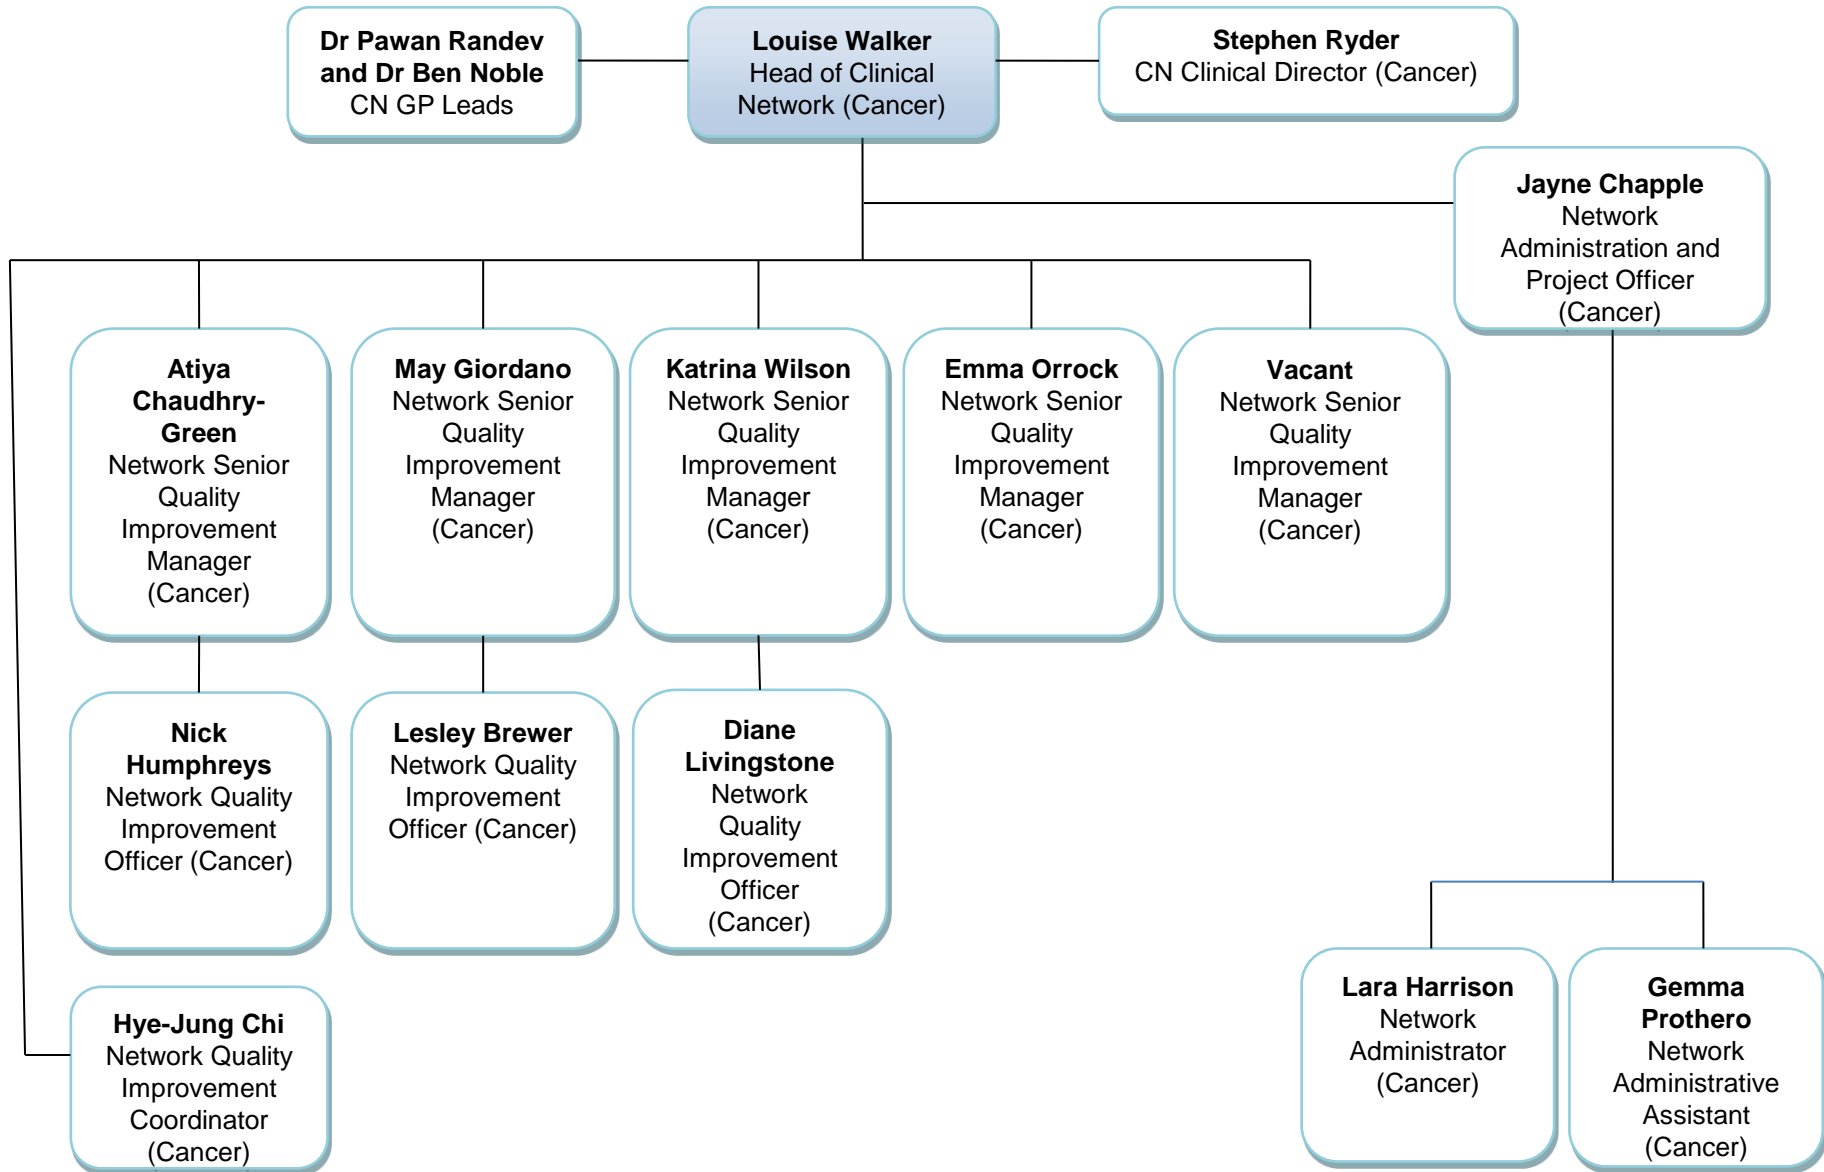 Dr Pawan Randev
and Dr Ben Noble
CN GP Leads
Louise Walker
Head of Clinical
Network (Cancer)
Stephen Ryder
CN Clinical Director (Cancer)
Jayne Chapple
Network
Administration and
Project Officer
(Cancer)
Atiya
Chaudhry-
Green
Network Senior
Quality
Improvement
Manager
(Cancer)
May Giordano
Network Senior
Quality
Improvement
Manager
(Cancer)
Katrina Wilson
Network Senior
Quality
Improvement
Manager
(Cancer)
Emma Orrock
Network Senior
Quality
Improvement
Manager
(Cancer)
Vacant
Network Senior
Quality
Improvement
Manager
(Cancer)
Nick
Humphreys
Network Quality
Improvement
Officer (Cancer)
Lesley Brewer
Network Quality
Improvement
Officer (Cancer)
Diane
Livingstone
Network
Quality
Improvement
Officer
(Cancer)
Hye-Jung Chi
Network Quality
Improvement
Coordinator
(Cancer)
Lara Harrison
Network
Administrator
(Cancer)
Gemma
Prothero
Network
Administrative
Assistant
(Cancer)